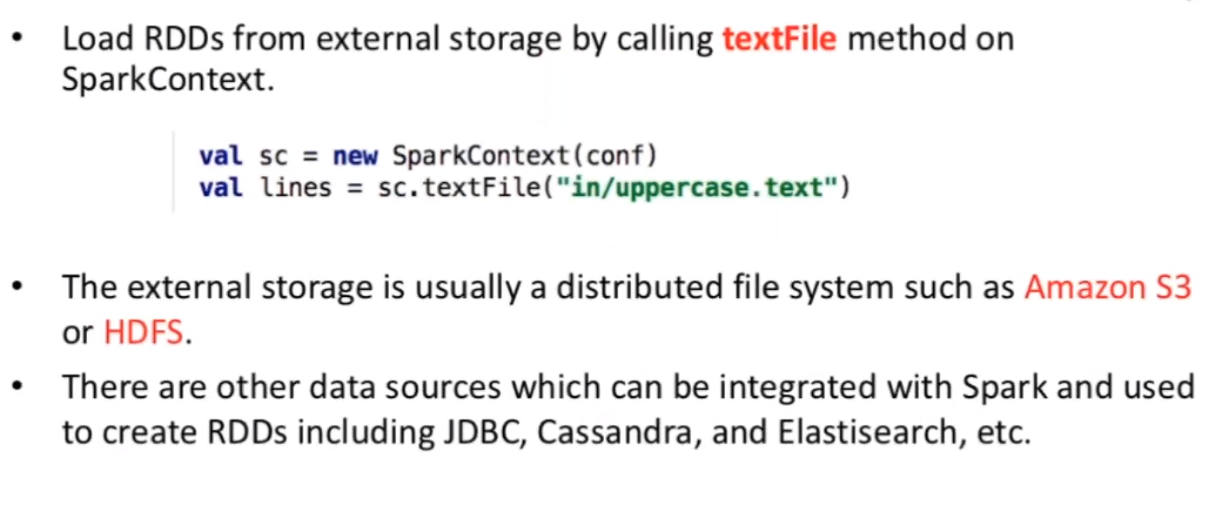 • Load RDDs from external storage by calling textFile method on
SparkContext.
val sc = new SparkContext(conf)
val lines = sc.textFile("in/uppercase.text")
• The external storage is usually a distributed file system such as Amazon S3
or HDFS.
• There are other data sources which can be integrated with Spark and used
to create RDDs including JDBC, Cassandra, and Elastisearch, etc.